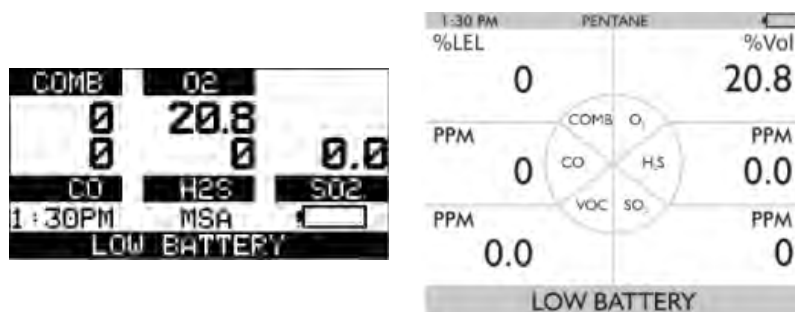 COMB O2
0 20.8
0 0 0.0
CO H2S SO2
1:30PM MSA
LOW BATTERY
1:30 PM PENTANE
%LEL %Vol
0 20.8
COMB O₂
PPM PPM
0 CO H₂S 0.0
VOC SO₂
PPM PPM
0.0 0
LOW BATTERY